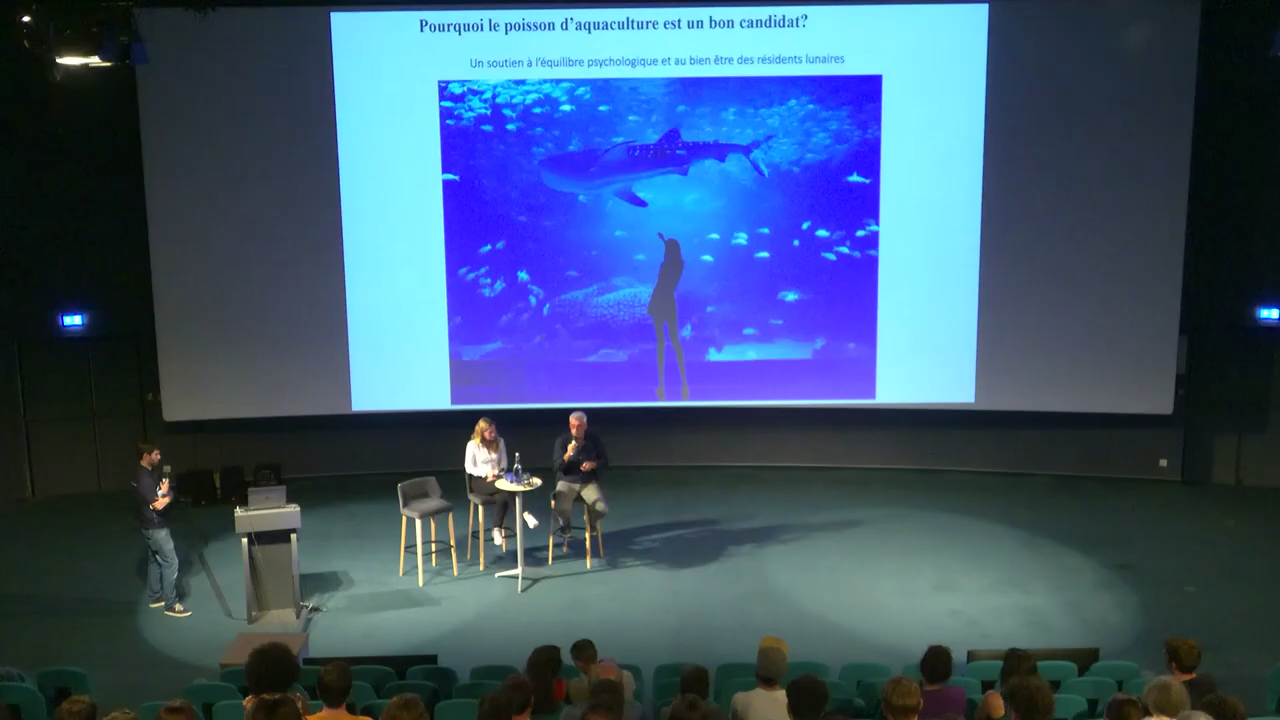 Pourquoi le poisson d'aquaculture est un bon candidat?
Un soutien à l'équilibre psychologique et au bien être des résidents lunaires